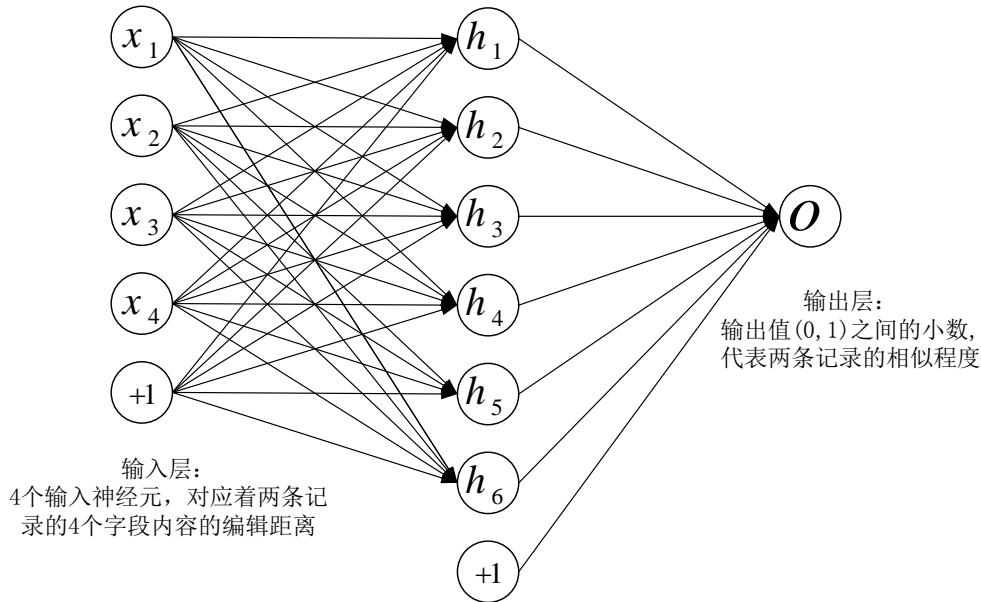 x1
x2
x3
x4
+1
输入层:
4个输入神经元，对应着两条记
录的4个字段内容的编辑距离
h1
h2
h3
h4
h5
h6
+1
O
输出层:
输出值(0,1)之间的小数,
代表两条记录的相似程度